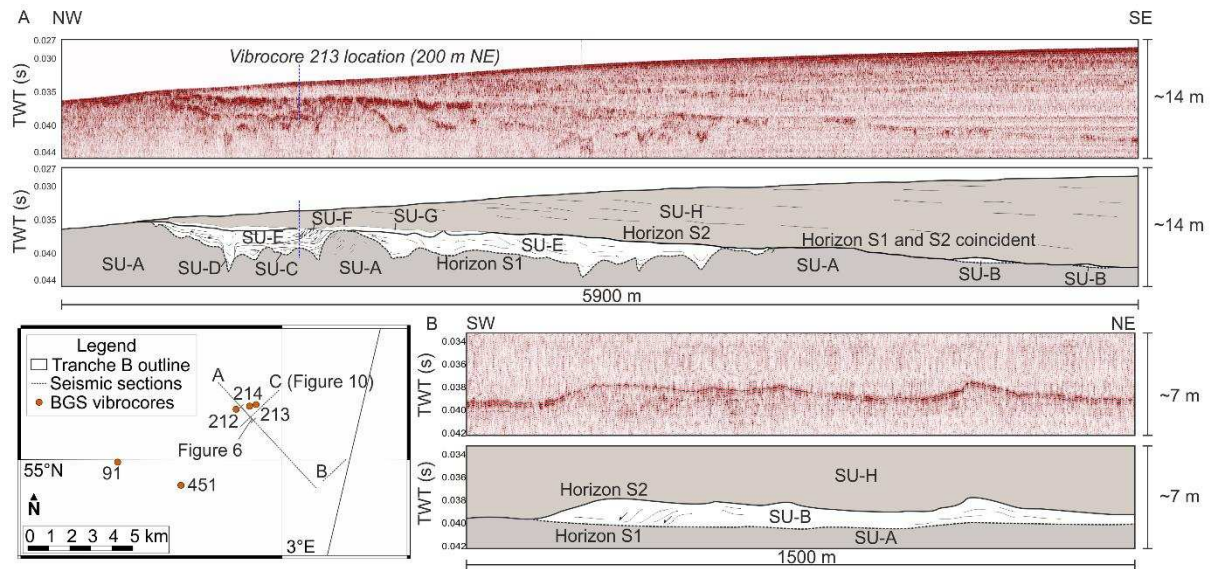 A NW SE
Vibrocore 213 location (200 m NE)
TWT (s)
0.027
0.030
0.035
0.040
0.044
~14 m
TWT (s)
0.027
0.030
0.035
0.040
0.044
SU-F
SU-G
SU-H
SU-E
SU-E
Horizon S2
Horizon S1 and S2 coincident
SU-A
SU-D
SU-C
SU-A
Horizon S1
SU-A
SU-B
SU-B
~14 m
5900 m
Legend
Tranche B outline
Seismic sections
BGS vibrocores
A
C (Figure 10)
214
212
213
Figure 6
B
55°N
91
451
N
0 1 2 3 4 5 km
3°E
B SW NE
TWT (s)
0.034
0.036
0.038
0.040
0.042
~7 m
TWT (s)
0.034
0.036
0.038
0.040
0.042
SU-H
Horizon S2
SU-B
Horizon S1
SU-A
~7 m
1500 m